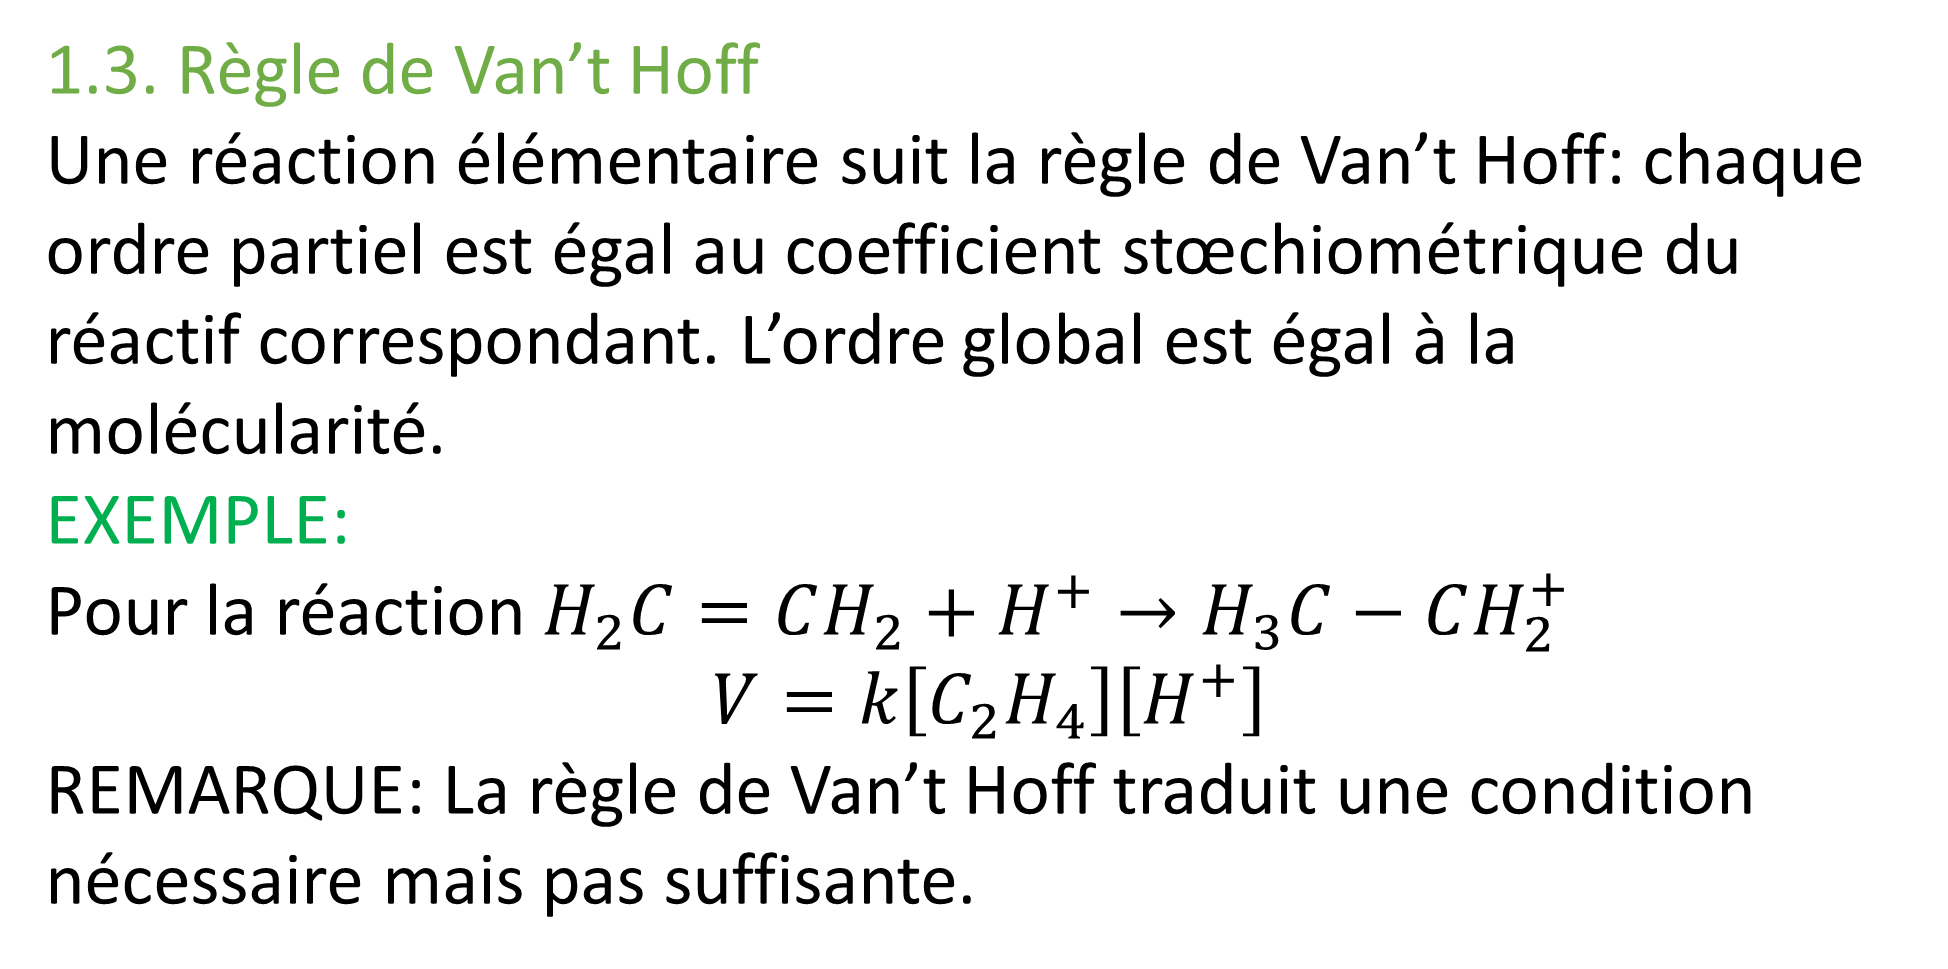 1.3. Règle de Van’t Hoff
Une réaction élémentaire suit la règle de Van’t Hoff: chaque
ordre partiel est égal au coefficient stœchiométrique du
réactif correspondant. L’ordre global est égal à la
molécularité.
EXEMPLE:
Pour la réaction H₂C = CH₂ + H⁺ → H₃C − CH₂⁺
V = k[C₂H₄][H⁺]
REMARQUE: La règle de Van’t Hoff traduit une condition
nécessaire mais pas suffisante.